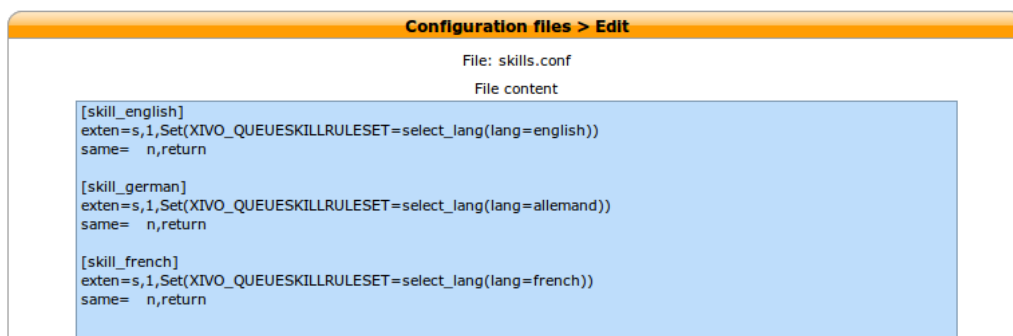 Configuration files > Edit
File: skills.conf
File content
[skill_english]
exten=s,1,Set(XIVO_QUEUESKILLRULESET=select_lang(lang=english))
same=   n,return
[skill_german]
exten=s,1,Set(XIVO_QUEUESKILLRULESET=select_lang(lang=allemand))
same=   n,return
[skill_french]
exten=s,1,Set(XIVO_QUEUESKILLRULESET=select_lang(lang=french))
same=   n,return